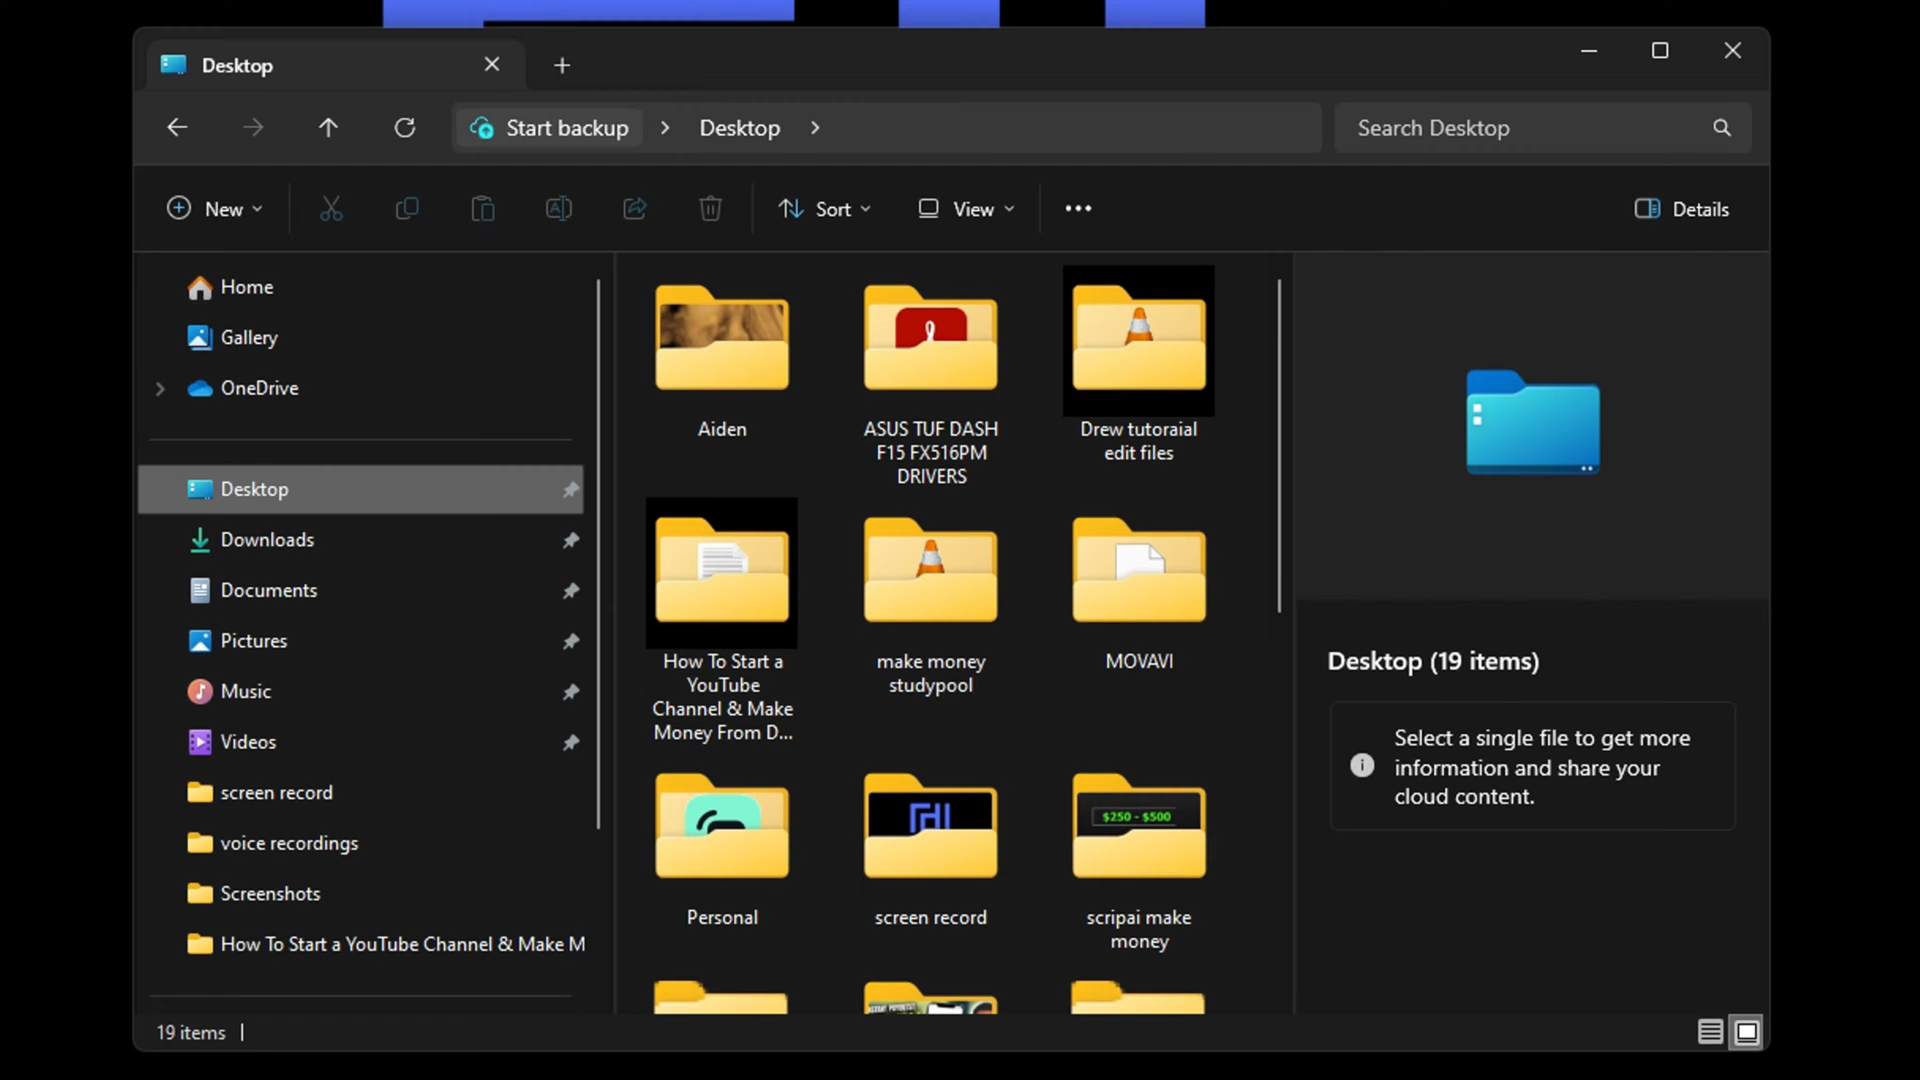 Desktop
Start backup
Desktop
Search Desktop
New
Sort
View
Details
Home
Gallery
OneDrive
Desktop
Downloads
Documents
Pictures
Music
Videos
screen record
voice recordings
Screenshots
How To Start a YouTube Channel & Make M
Aiden
ASUS TUF DASH
F15 FX516PM
DRIVERS
Drew tutoraial
edit files
How To Start a
YouTube
Channel & Make
Money From D...
make money
studypool
MOVAVI
Personal
screen record
$250 - $500
scripai make
money
Desktop (19 items)
Select a single file to get more
information and share your
cloud content.
19 items